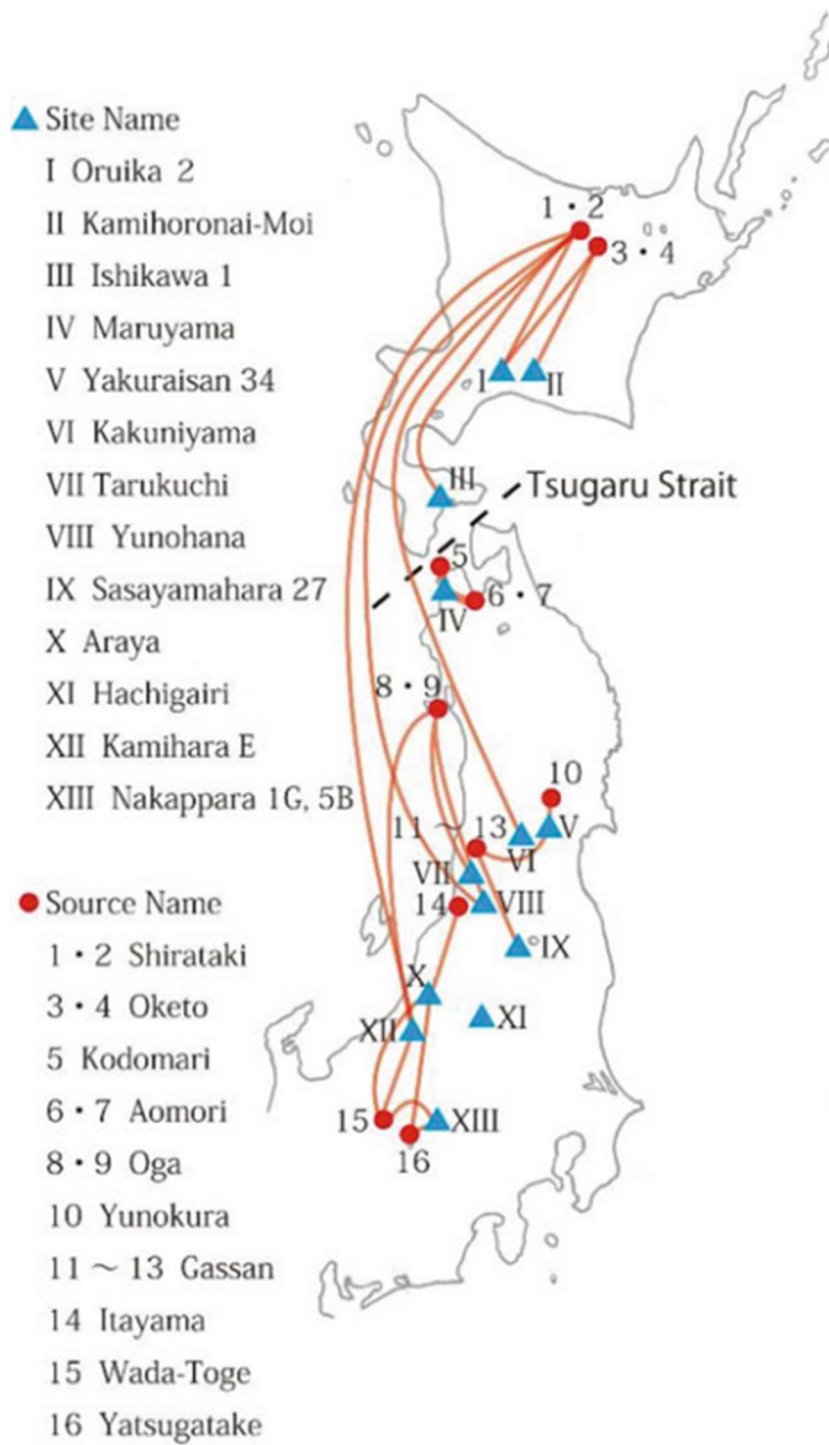 Site Name
I Oruika 2
II Kamihoronai-Moi
III Ishikawa 1
IV Maruyama
V Yakuraisan 34
VI Kakuniyama
VII Tarukuchi
VIII Yunohana
IX Sasayamahara 27
X Araya
XI Hachigairi
XII Kamihara E
XIII Nakappara 1G, 5B
Source Name
1・2 Shirataki
3・4 Oketo
5 Kodomari
6・7 Aomori
8・9 Oga
10 Yunokura
11～13 Gassan
14 Itayama
15 Wada-Toge
16 Yatsugatake
1・2
3・4
I
II
III
Tsugaru Strait
5
6・7
IV
8・9
10
11～13
V
VI
VII
14
VIII
IX
X
XI
XII
15
XIII
16